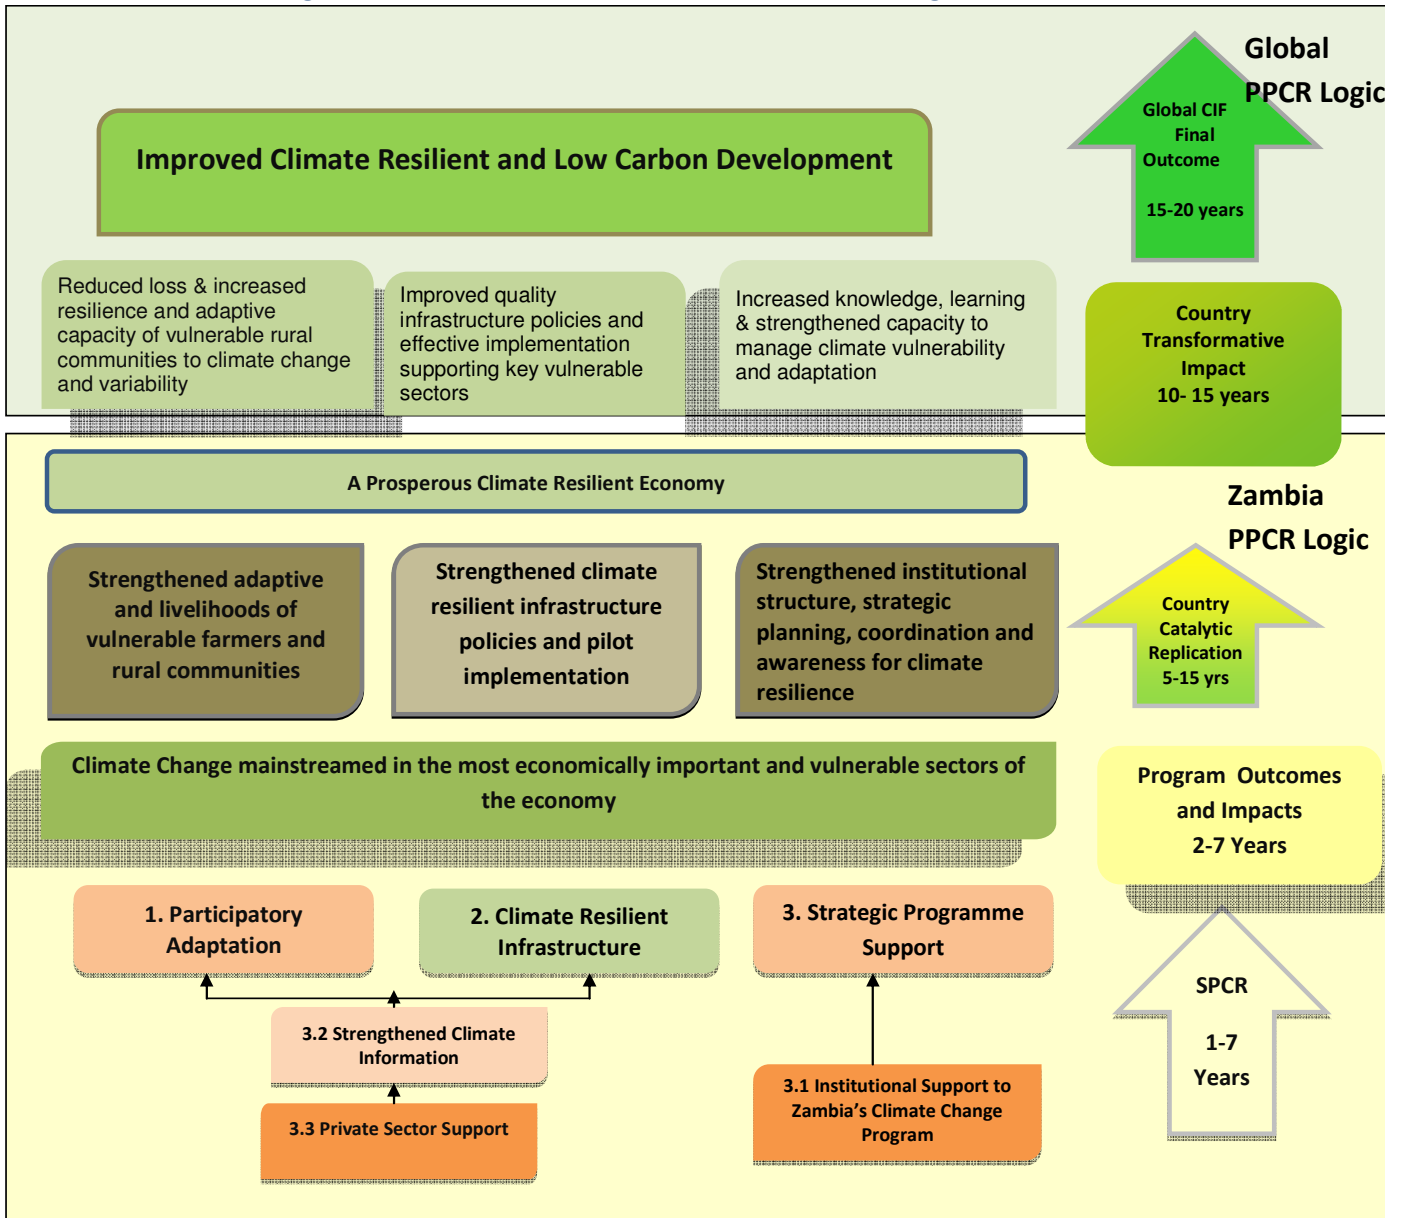 Global
PPCR Logic
Global CIF
Final
Outcome
15-20 years
Improved Climate Resilient and Low Carbon Development
Reduced loss & increased
resilience and adaptive
capacity of vulnerable rural
communities to climate change
and variability
Improved quality
infrastructure policies and
effective implementation
supporting key vulnerable
sectors
Increased knowledge, learning
& strengthened capacity to
manage climate vulnerability
and adaptation
Country
Transformative
Impact
10- 15 years
A Prosperous Climate Resilient Economy
Zambia
PPCR Logic
Strengthened adaptive
and livelihoods of
vulnerable farmers and
rural communities
Strengthened climate
resilient infrastructure
policies and pilot
implementation
Strengthened institutional
structure, strategic
planning, coordination and
awareness for climate
resilience
Country
Catalytic
Replication
5-15 yrs
Climate Change mainstreamed in the most economically important and vulnerable sectors of
the economy
Program Outcomes
and Impacts
2-7 Years
1. Participatory
Adaptation
2. Climate Resilient
Infrastructure
3. Strategic Programme
Support
SPCR
1-7
Years
3.2 Strengthened Climate
Information
3.3 Private Sector Support
3.1 Institutional Support to
Zambia’s Climate Change
Program